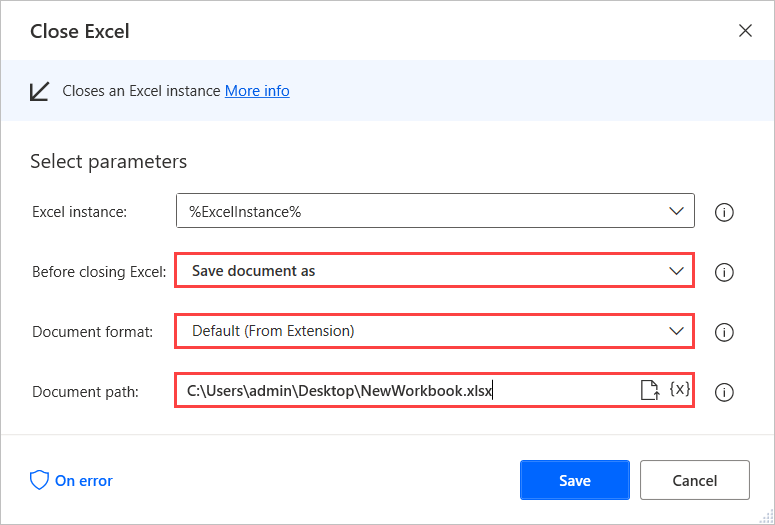 Close Excel
Closes an Excel instance More info
Select parameters
Excel instance: %ExcelInstance%
Before closing Excel: Save document as
Document format: Default (From Extension)
Document path: C:\Users\admin\Desktop\NewWorkbook.xlsx {x}
On error Save Cancel